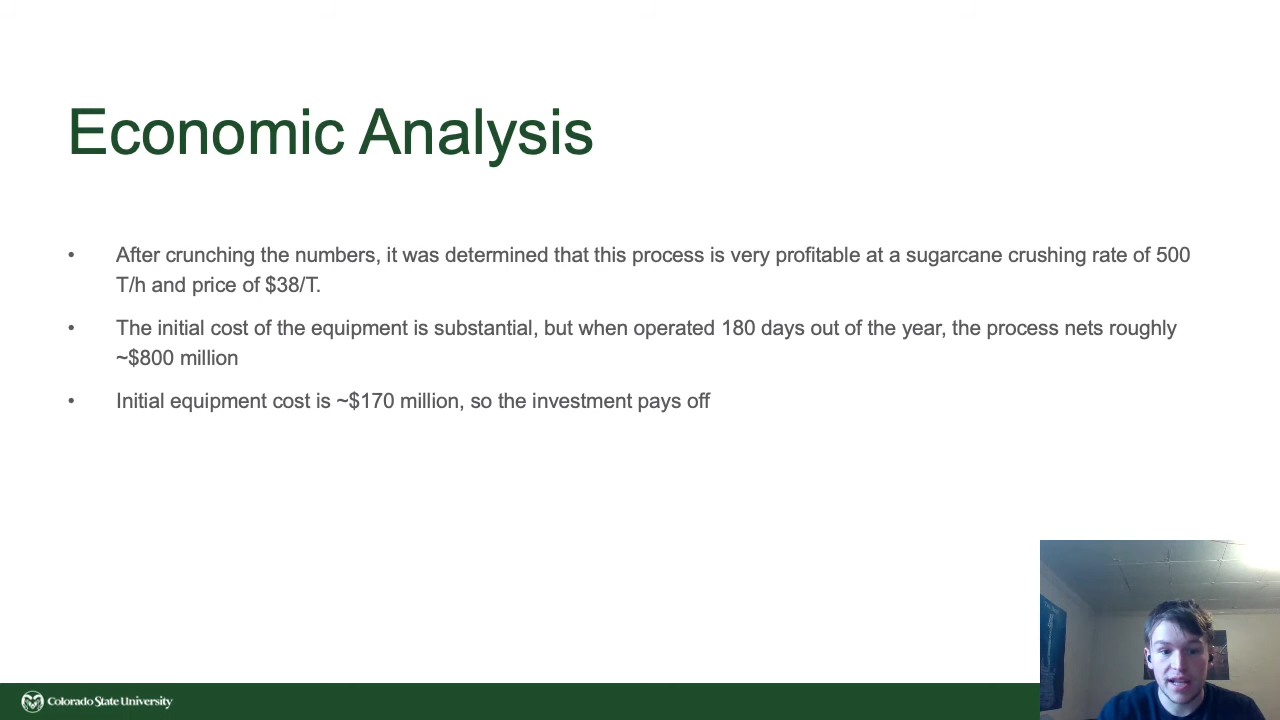 Economic Analysis
• After crunching the numbers, it was determined that this process is very profitable at a sugarcane crushing rate of 500
T/h and price of $38/T.
• The initial cost of the equipment is substantial, but when operated 180 days out of the year, the process nets roughly
~$800 million
• Initial equipment cost is ~$170 million, so the investment pays off
Colorado State University